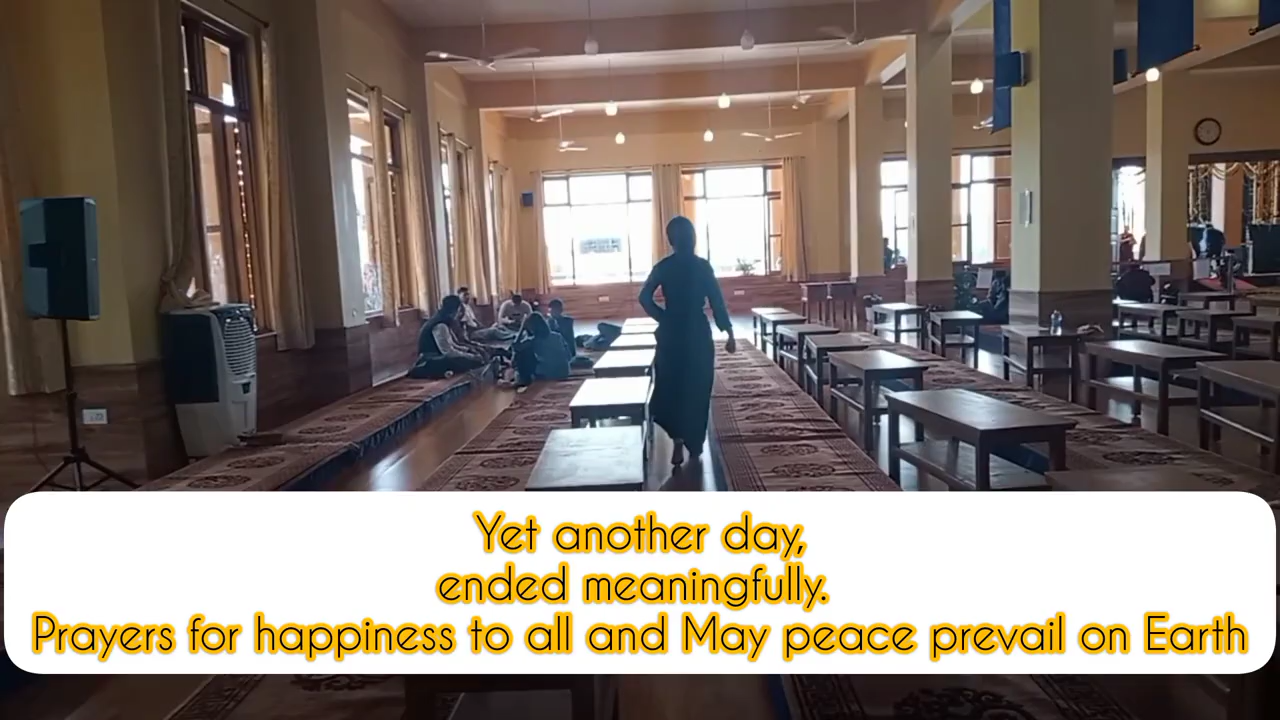 Yet another day,
ended meaningfully.
Prayers for happiness to all and May peace prevail on Earth